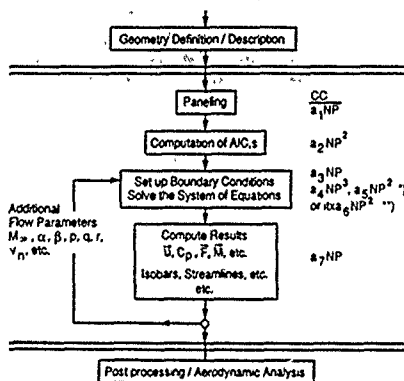 Geometry Definition / Description
CC
Paneling
a₁NP
Computation of AIC,s
a₂NP²
Set up Boundary Conditions
Solve the System of Equations
a₃NP
a₄NP³, a₅NP² *)
or itxa₆NP² *)
Additional
Flow Parameters
M∞, α, β, p, q, r,
vₙ, etc.
Compute Results
U, Cₚ, F, M, etc.
Isobars, Streamlines, etc.
etc.
a₇NP
Post processing / Aerodynamic Analysis